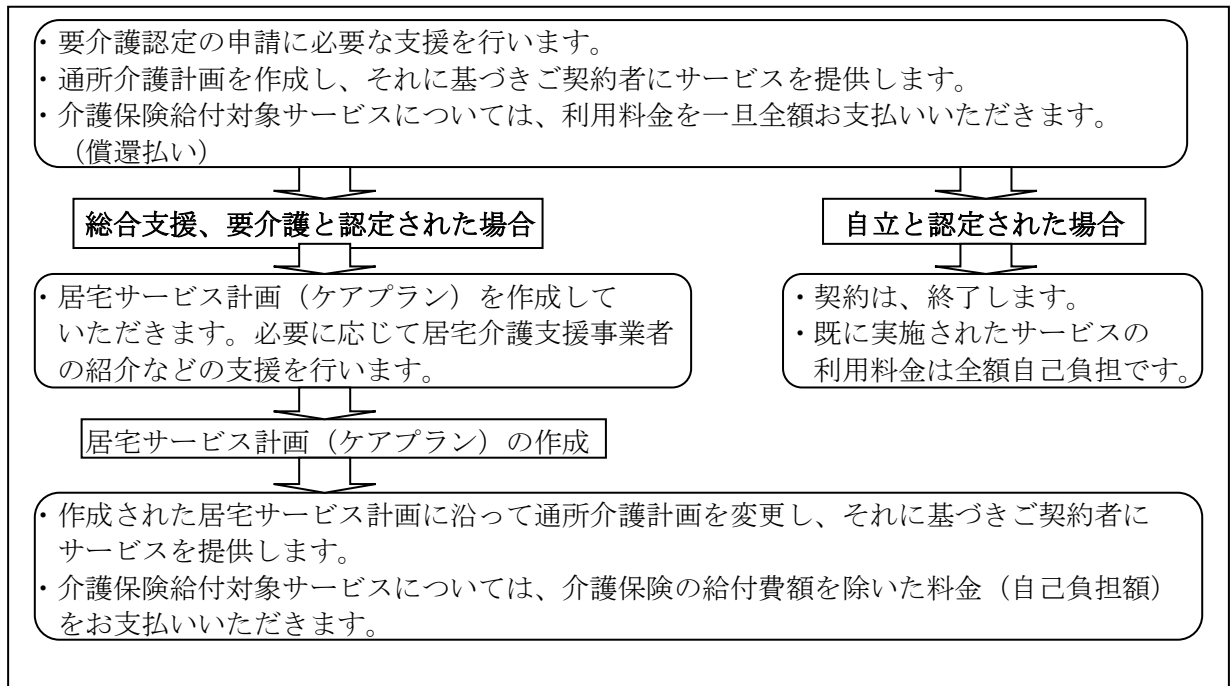 ・要介護認定の申請に必要な支援を行います。
・通所介護計画を作成し、それに基づきご契約者にサービスを提供します。
・介護保険給付対象サービスについては、利用料金を一旦全額お支払いいただきます。
（償還払い）
総合支援、要介護と認定された場合
自立と認定された場合
・居宅サービス計画（ケアプラン）を作成して
いただきます。必要に応じて居宅介護支援事業者
の紹介などの支援を行います。
・契約は、終了します。
・既に実施されたサービスの
利用料金は全額自己負担です。
居宅サービス計画（ケアプラン）の作成
・作成された居宅サービス計画に沿って通所介護計画を変更し、それに基づきご契約者に
サービスを提供します。
・介護保険給付対象サービスについては、介護保険の給付費額を除いた料金（自己負担額）
をお支払いいただきます。